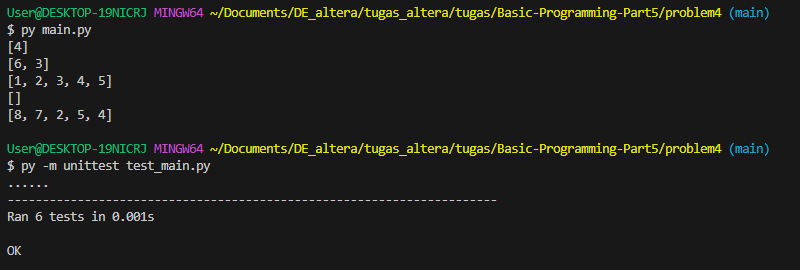 User@DESKTOP-19NICRJ MINGW64 ~/Documents/DE_altera/tugas_altera/tugas/Basic-Programming-Part5/problem4 (main)
$ py main.py
[4]
[6, 3]
[1, 2, 3, 4, 5]
[]
[8, 7, 2, 5, 4]
User@DESKTOP-19NICRJ MINGW64 ~/Documents/DE_altera/tugas_altera/tugas/Basic-Programming-Part5/problem4 (main)
$ py -m unittest test_main.py
......
----------------------------------------------------------------------
Ran 6 tests in 0.001s
OK